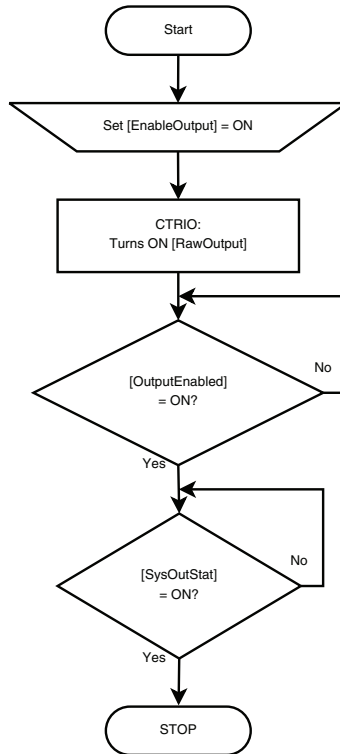 Start
Set [EnableOutput] = ON
CTRIO:
Turns ON [RawOutput]
[OutputEnabled]
= ON?
No
Yes
[SysOutStat]
= ON?
No
Yes
STOP